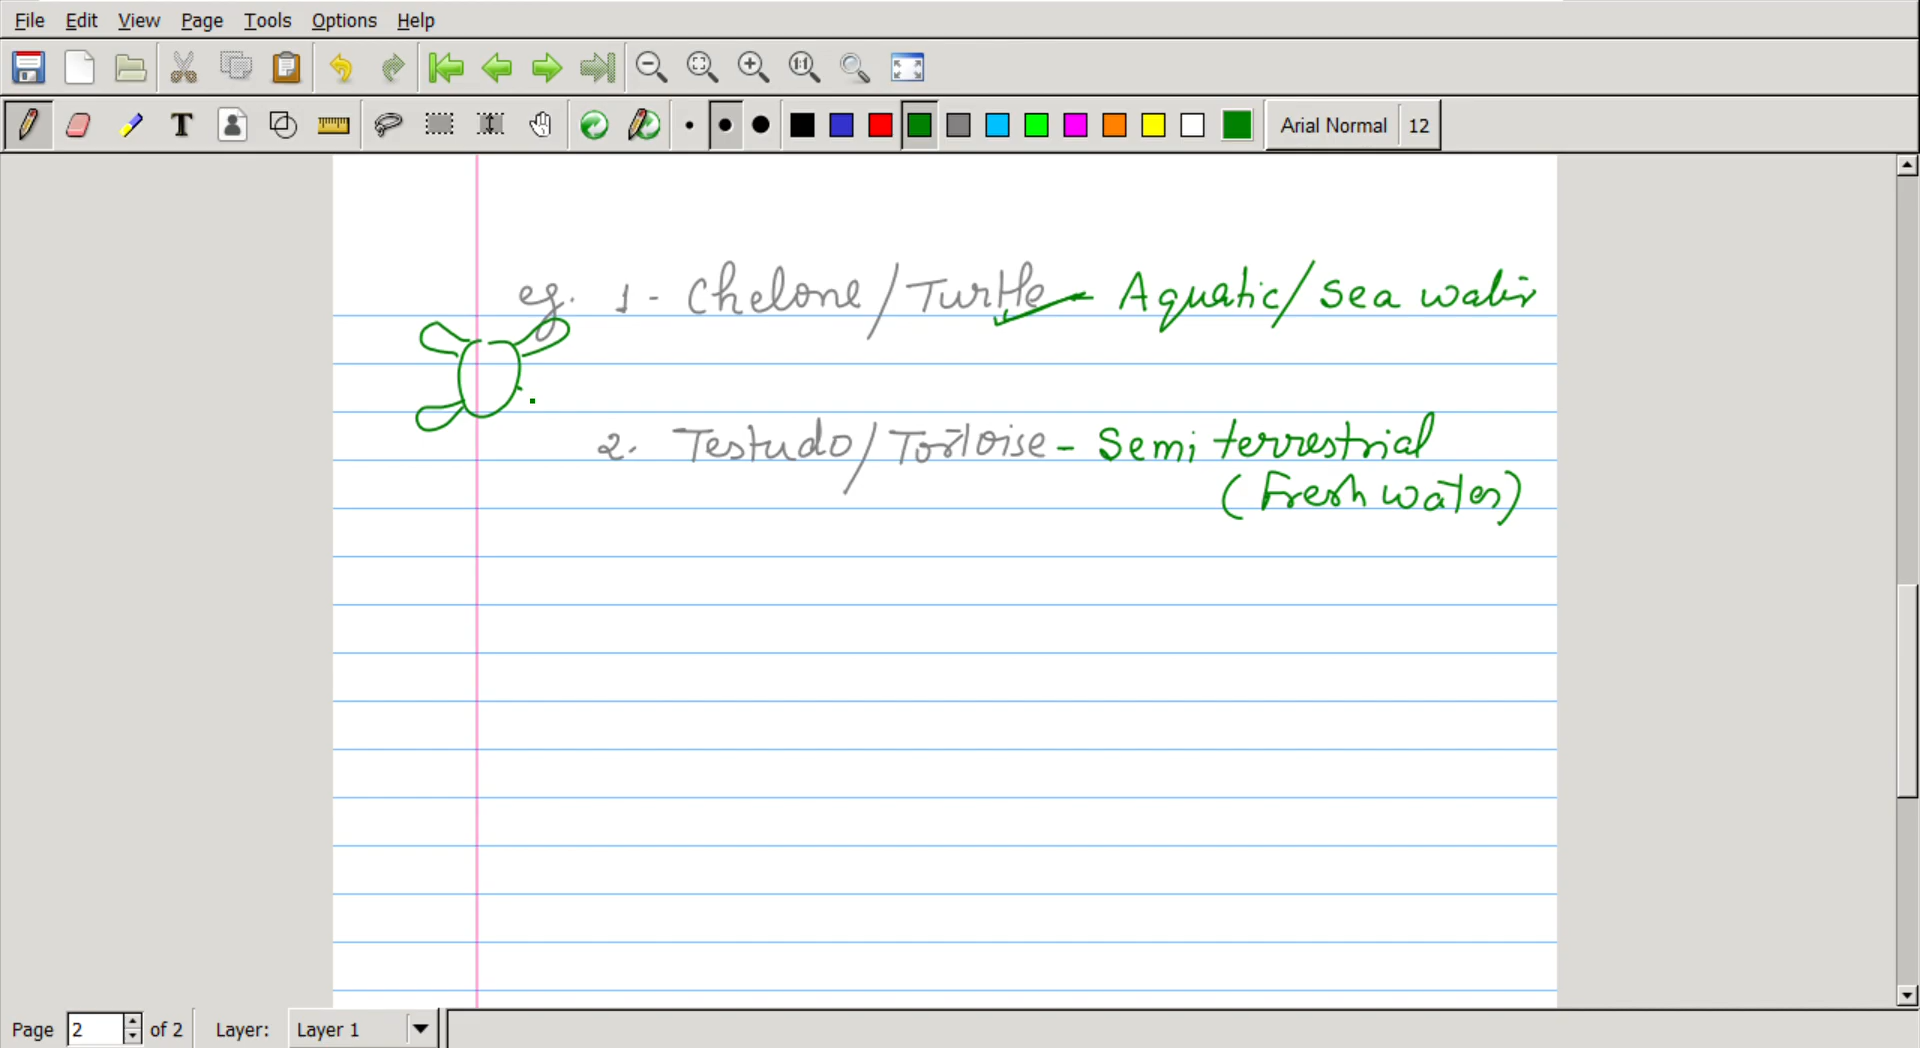 File Edit View Page Tools Options Help
Arial Normal 12
eg. 1 - Chelone / Turtle - Aquatic / Sea water
2. Testudo / Tortoise - Semi terrestrial
(Fresh water)
Page 2 of 2 Layer: Layer 1